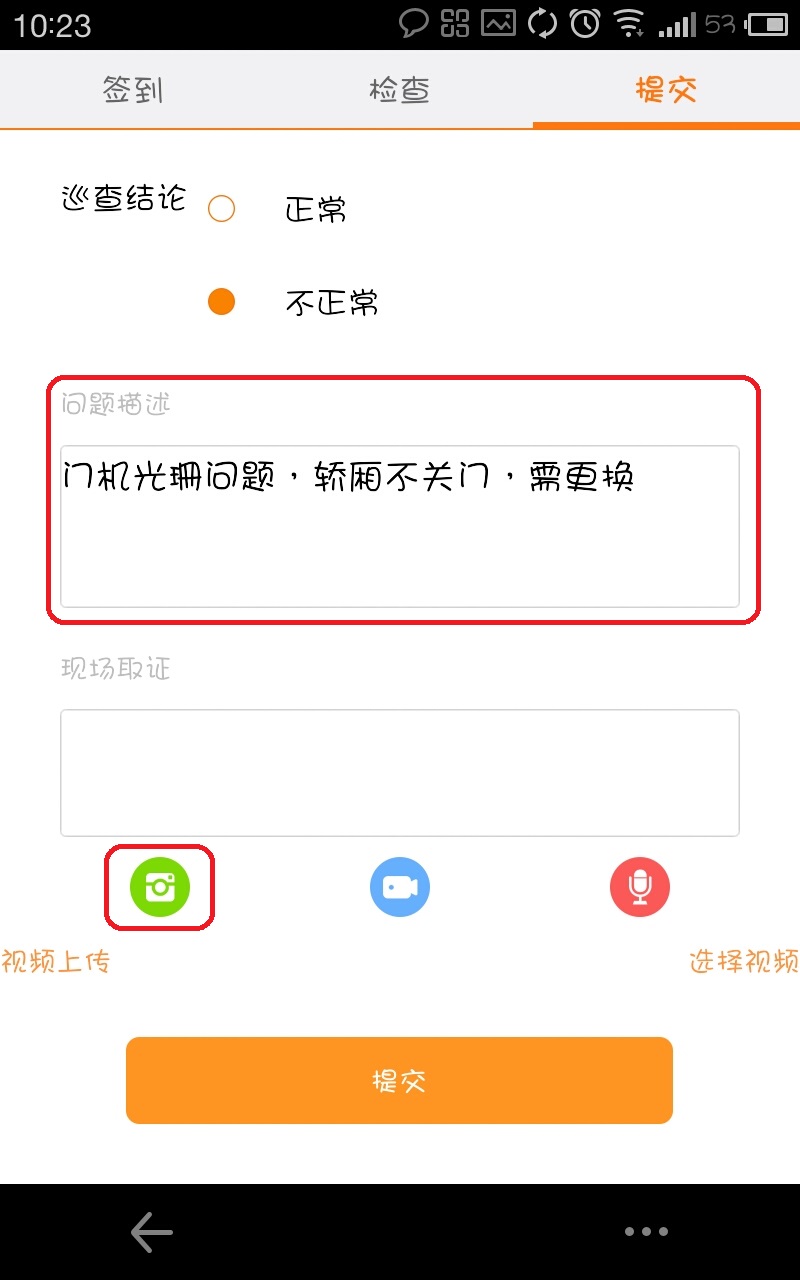 10:23 53
签到 检查 提交
巡查结论 正常
不正常
问题描述
门机光珊问题，轿厢不关门，需更换
现场取证
视频上传 选择视频
提交